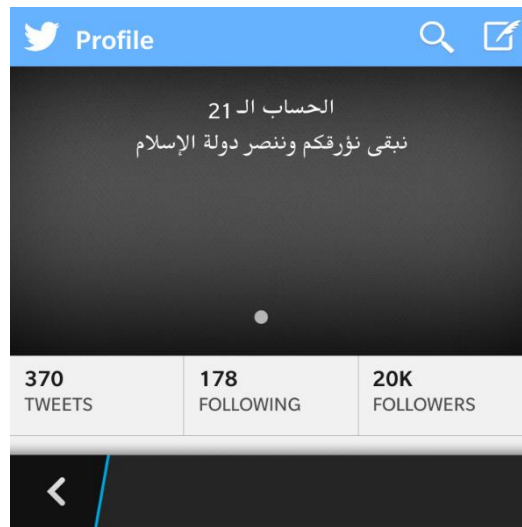 Profile
الحساب الـ 21
نبقى نؤرقكم وننصر دولة الإسلام
370
TWEETS
178
FOLLOWING
20K
FOLLOWERS